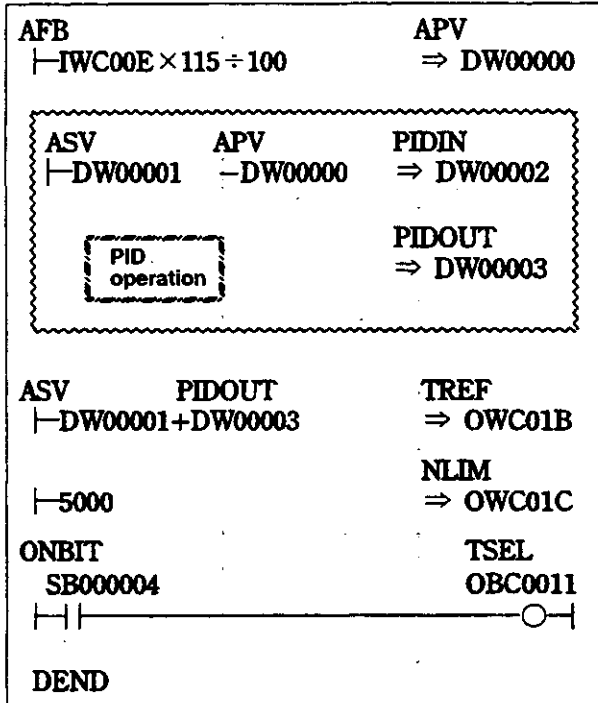 AFB APV
⊢IWC00E×115÷100 ⇒ DW00000
ASV APV PIDIN
⊢DW00001 −DW00000 ⇒ DW00002
PIDOUT
PID
operation
⇒ DW00003
ASV PIDOUT TREF
⊢DW00001+DW00003 ⇒ OWC01B
NLIM
⊢5000 ⇒ OWC01C
ONBIT TSEL
SB000004 OBC0011
DEND